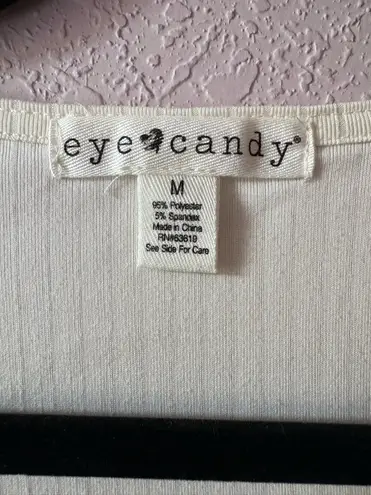 eye candy®
M
95% Polyester
5% Spandex
Made in China
RN#63619
See Side For Care